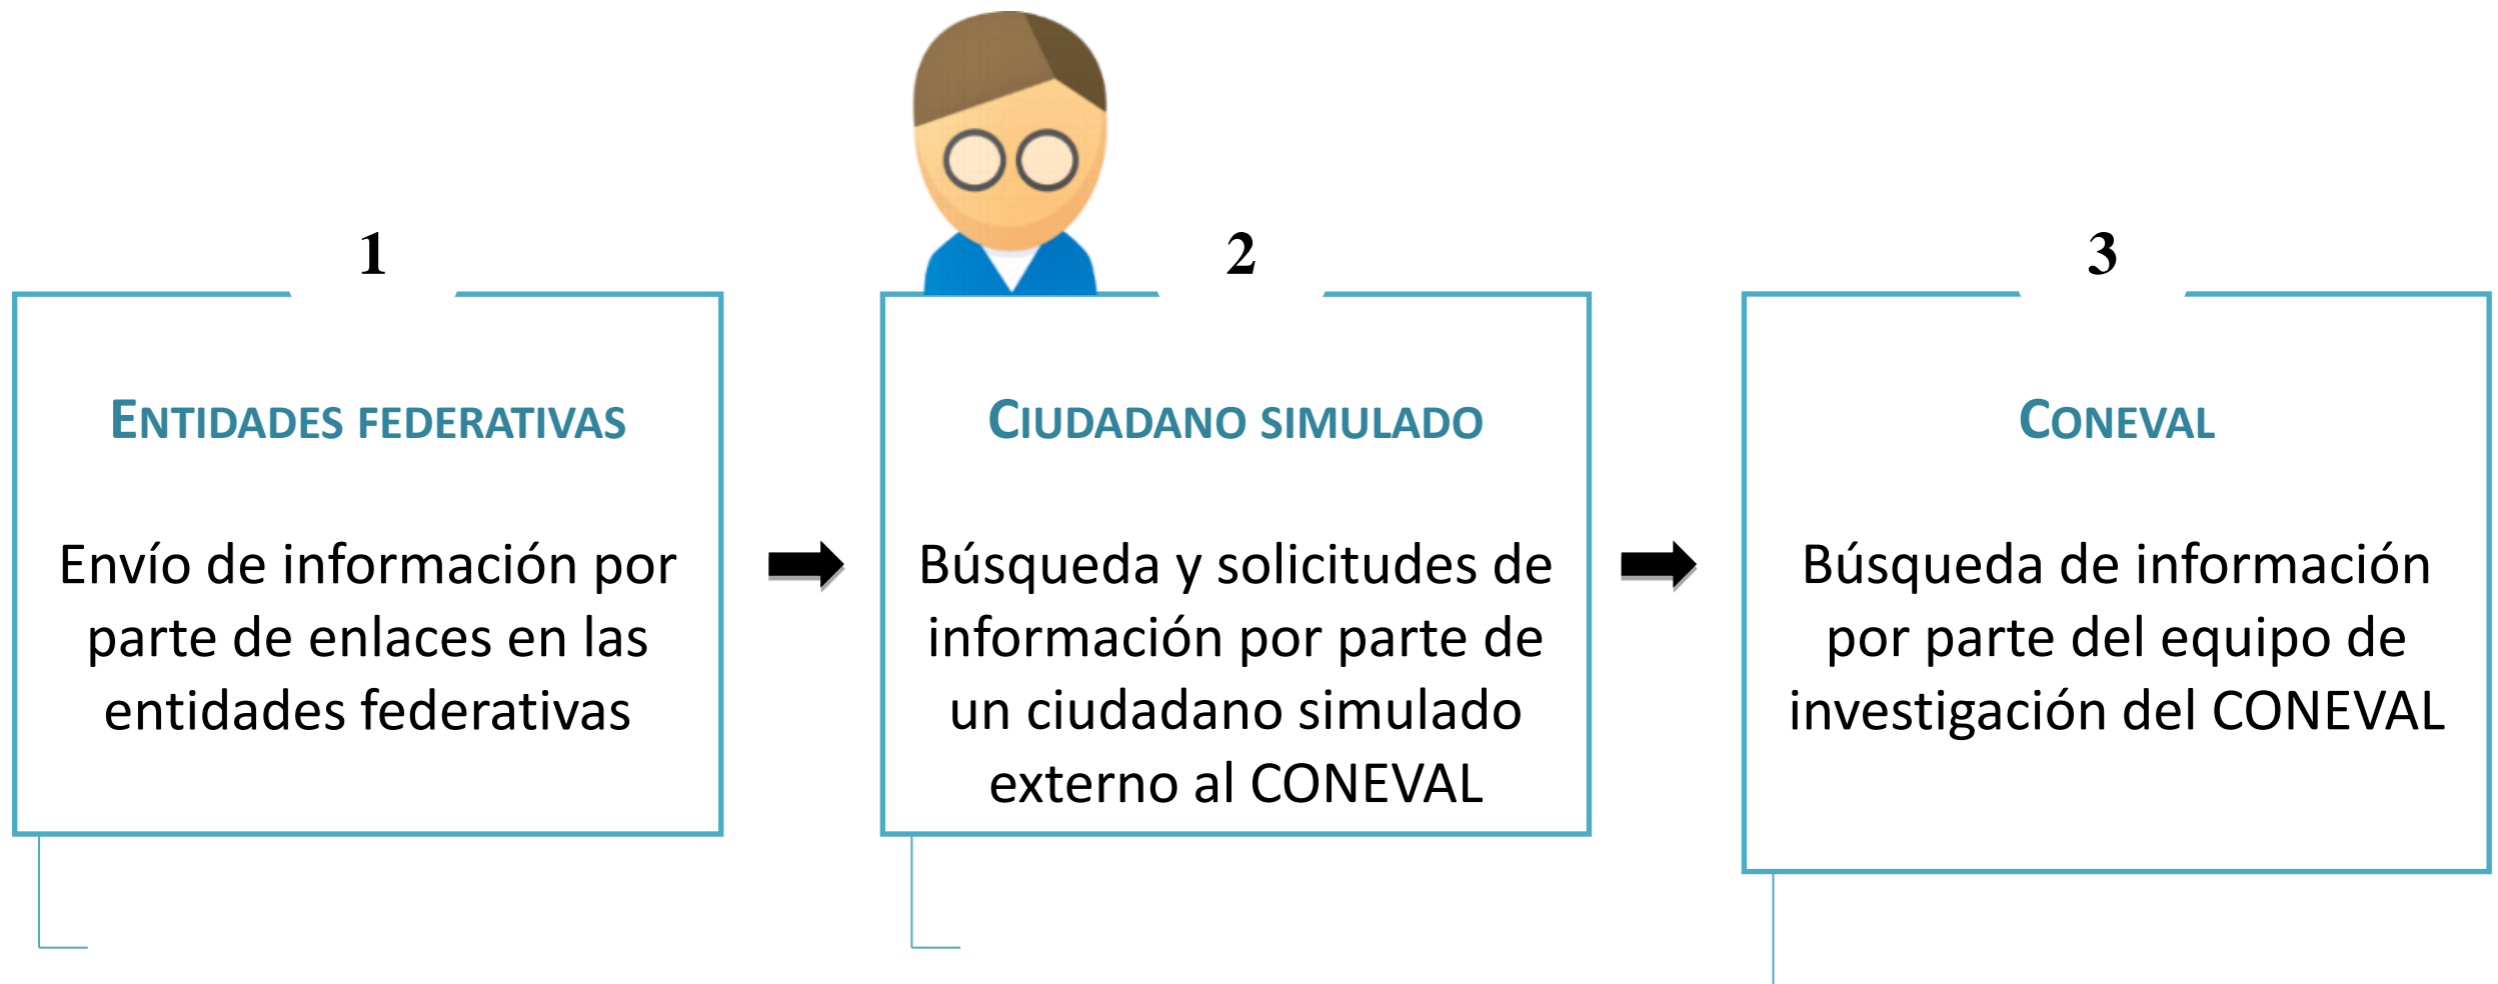 1
ENTIDADES FEDERATIVAS
Envío de información por
parte de enlaces en las
entidades federativas
2
CIUDADANO SIMULADO
Búsqueda y solicitudes de
información por parte de
un ciudadano simulado
externo al CONEVAL
3
CONEVAL
Búsqueda de información
por parte del equipo de
investigación del CONEVAL